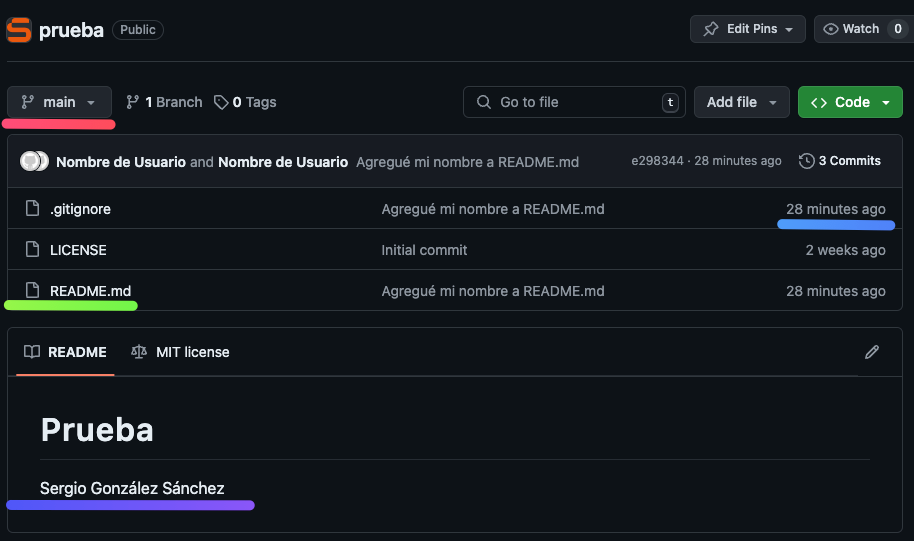 prueba Public Edit Pins Watch 0
main 1 Branch 0 Tags Go to file t Add file Code
Nombre de Usuario and Nombre de Usuario Agregué mi nombre a README.md e298344 · 28 minutes ago 3 Commits
.gitignore Agregué mi nombre a README.md 28 minutes ago
LICENSE Initial commit 2 weeks ago
README.md Agregué mi nombre a README.md 28 minutes ago
README MIT license
Prueba
Sergio González Sánchez